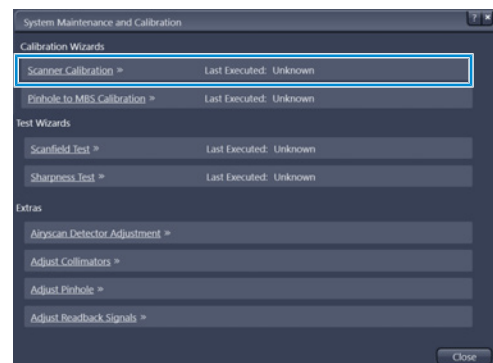 System Maintenance and Calibration ? ×
Calibration Wizards
Scanner Calibration » Last Executed: Unknown
Pinhole to MBS Calibration » Last Executed: Unknown
Test Wizards
Scanfield Test » Last Executed: Unknown
Sharpness Test » Last Executed: Unknown
Extras
Airyscan Detector Adjustment »
Adjust Collimators »
Adjust Pinhole »
Adjust Readback Signals »
Close